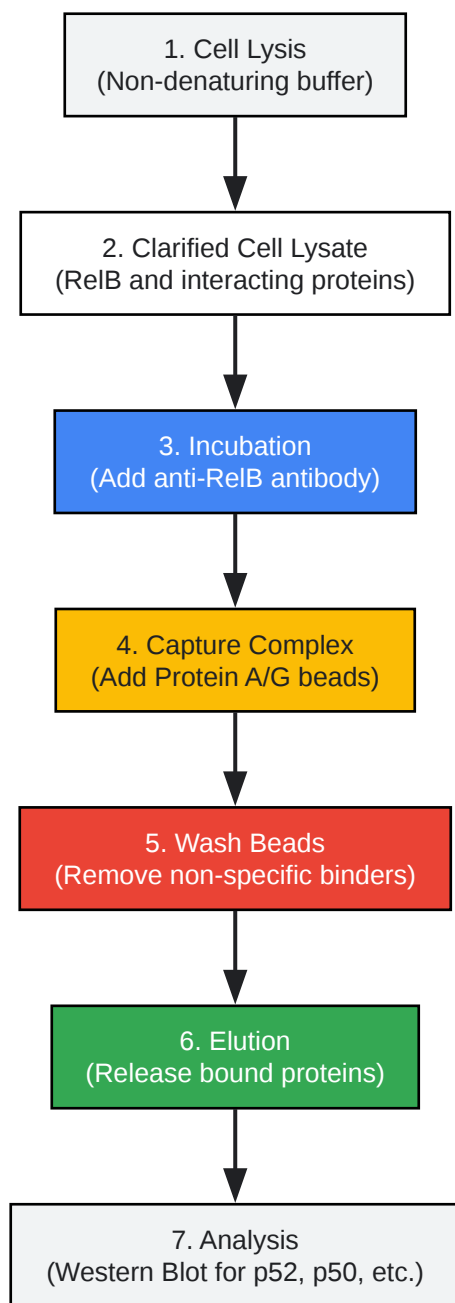 1. Cell Lysis
(Non-denaturing buffer)
2. Clarified Cell Lysate
(RelB and interacting proteins)
3. Incubation
(Add anti-RelB antibody)
4. Capture Complex
(Add Protein A/G beads)
5. Wash Beads
(Remove non-specific binders)
6. Elution
(Release bound proteins)
7. Analysis
(Western Blot for p52, p50, etc.)